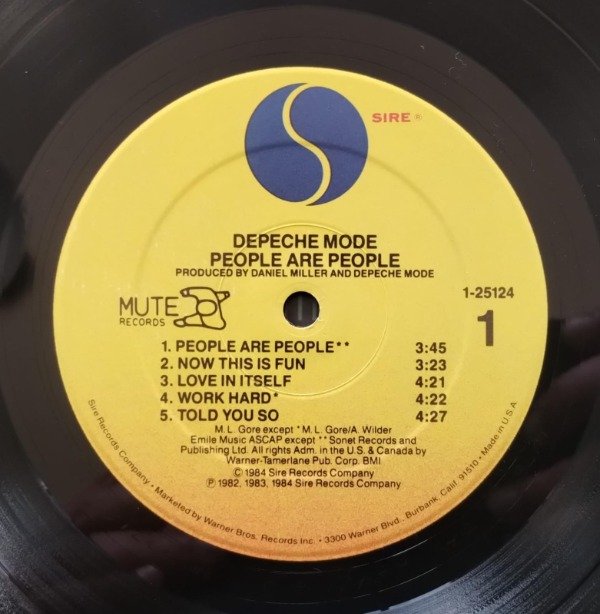 SIRE ®
DEPECHE MODE
PEOPLE ARE PEOPLE
PRODUCED BY DANIEL MILLER AND DEPECHE MODE
MUTE
RECORDS
1-25124
1
1. PEOPLE ARE PEOPLE** 3:45
2. NOW THIS IS FUN 3:23
3. LOVE IN ITSELF 4:21
4. WORK HARD* 4:22
5. TOLD YOU SO 4:27
M. L. Gore except *M. L. Gore/A. Wilder
Emile Music ASCAP except **Sonet Records and
Publishing Ltd. All rights Adm. in the U.S. & Canada by
Warner-Tamerlane Pub. Corp. BMI
© 1984 Sire Records Company
℗ 1982, 1983, 1984 Sire Records Company
Sire Records Company • Marketed by Warner Bros. Records Inc. • 3300 Warner Blvd., Burbank, Calif. 91510 • Made in U.S.A.